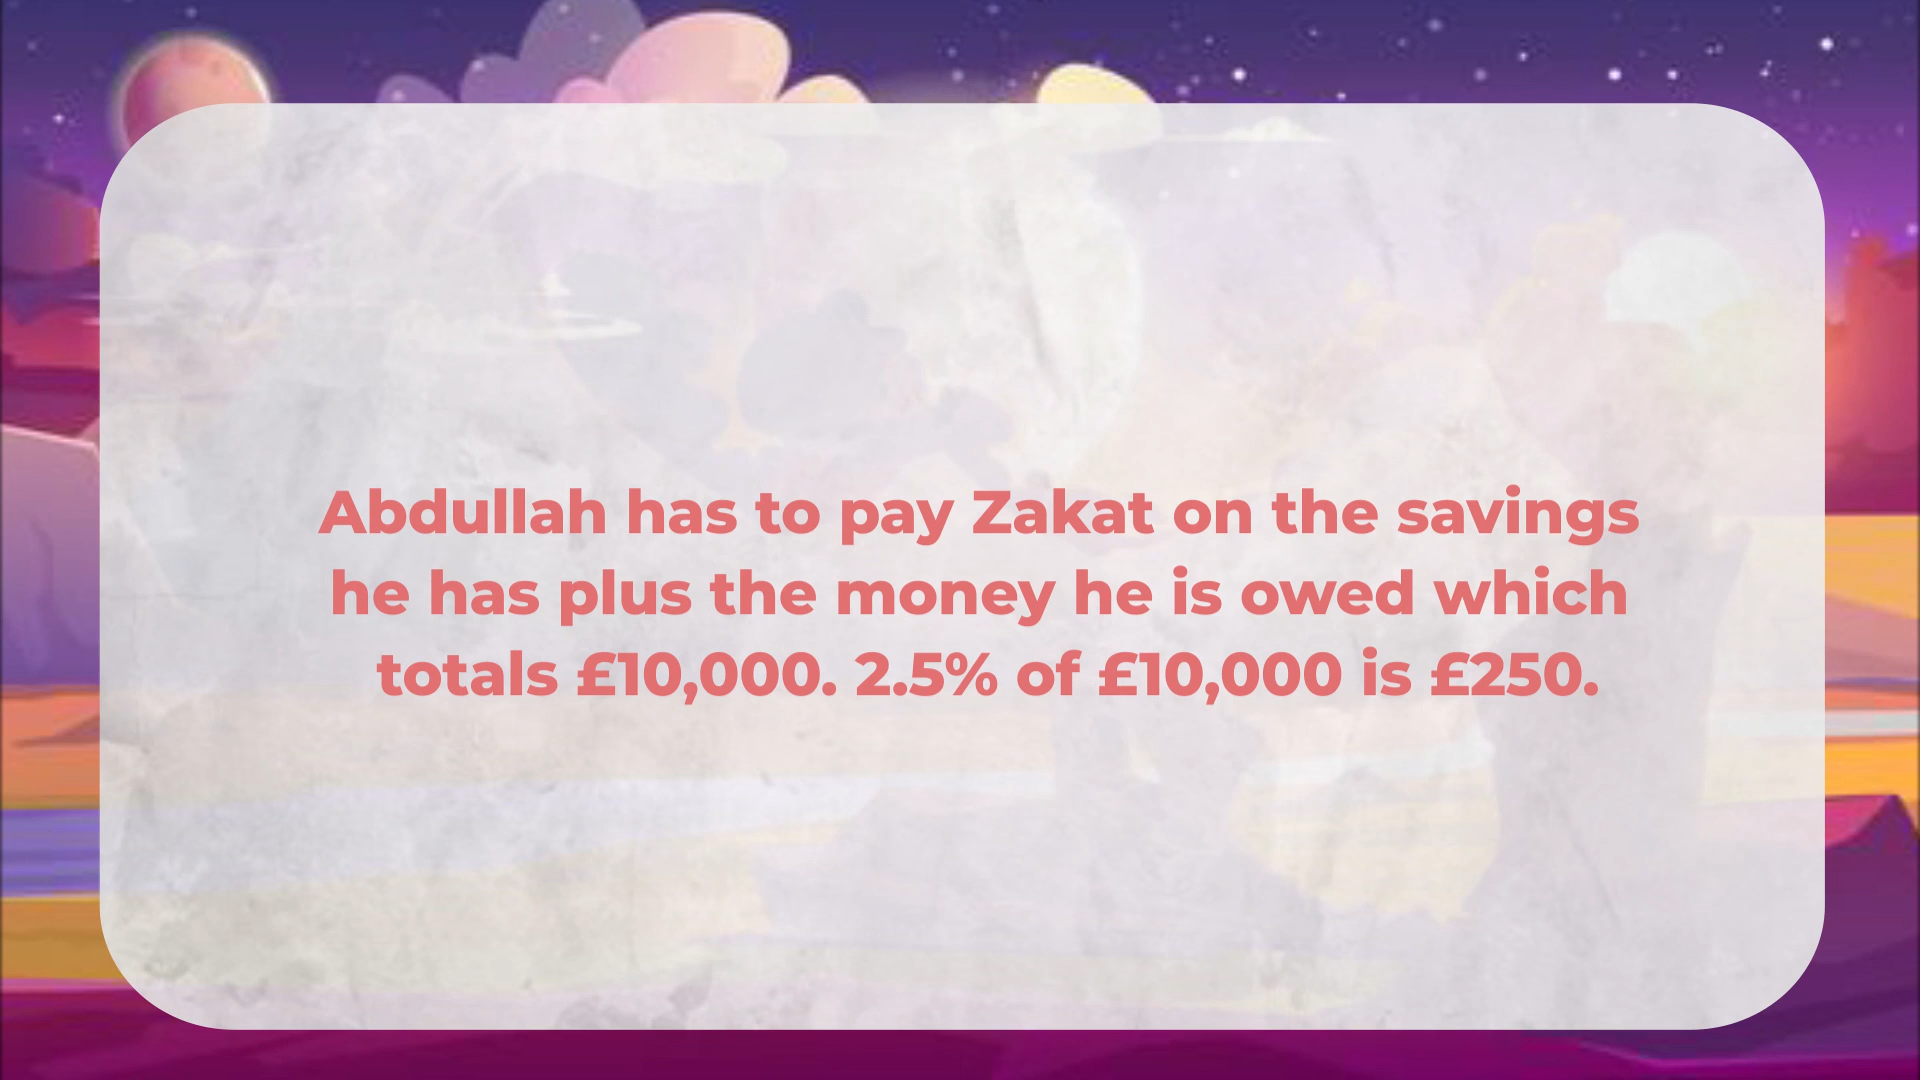 Abdullah has to pay Zakat on the savings
he has plus the money he is owed which
totals £10,000. 2.5% of £10,000 is £250.